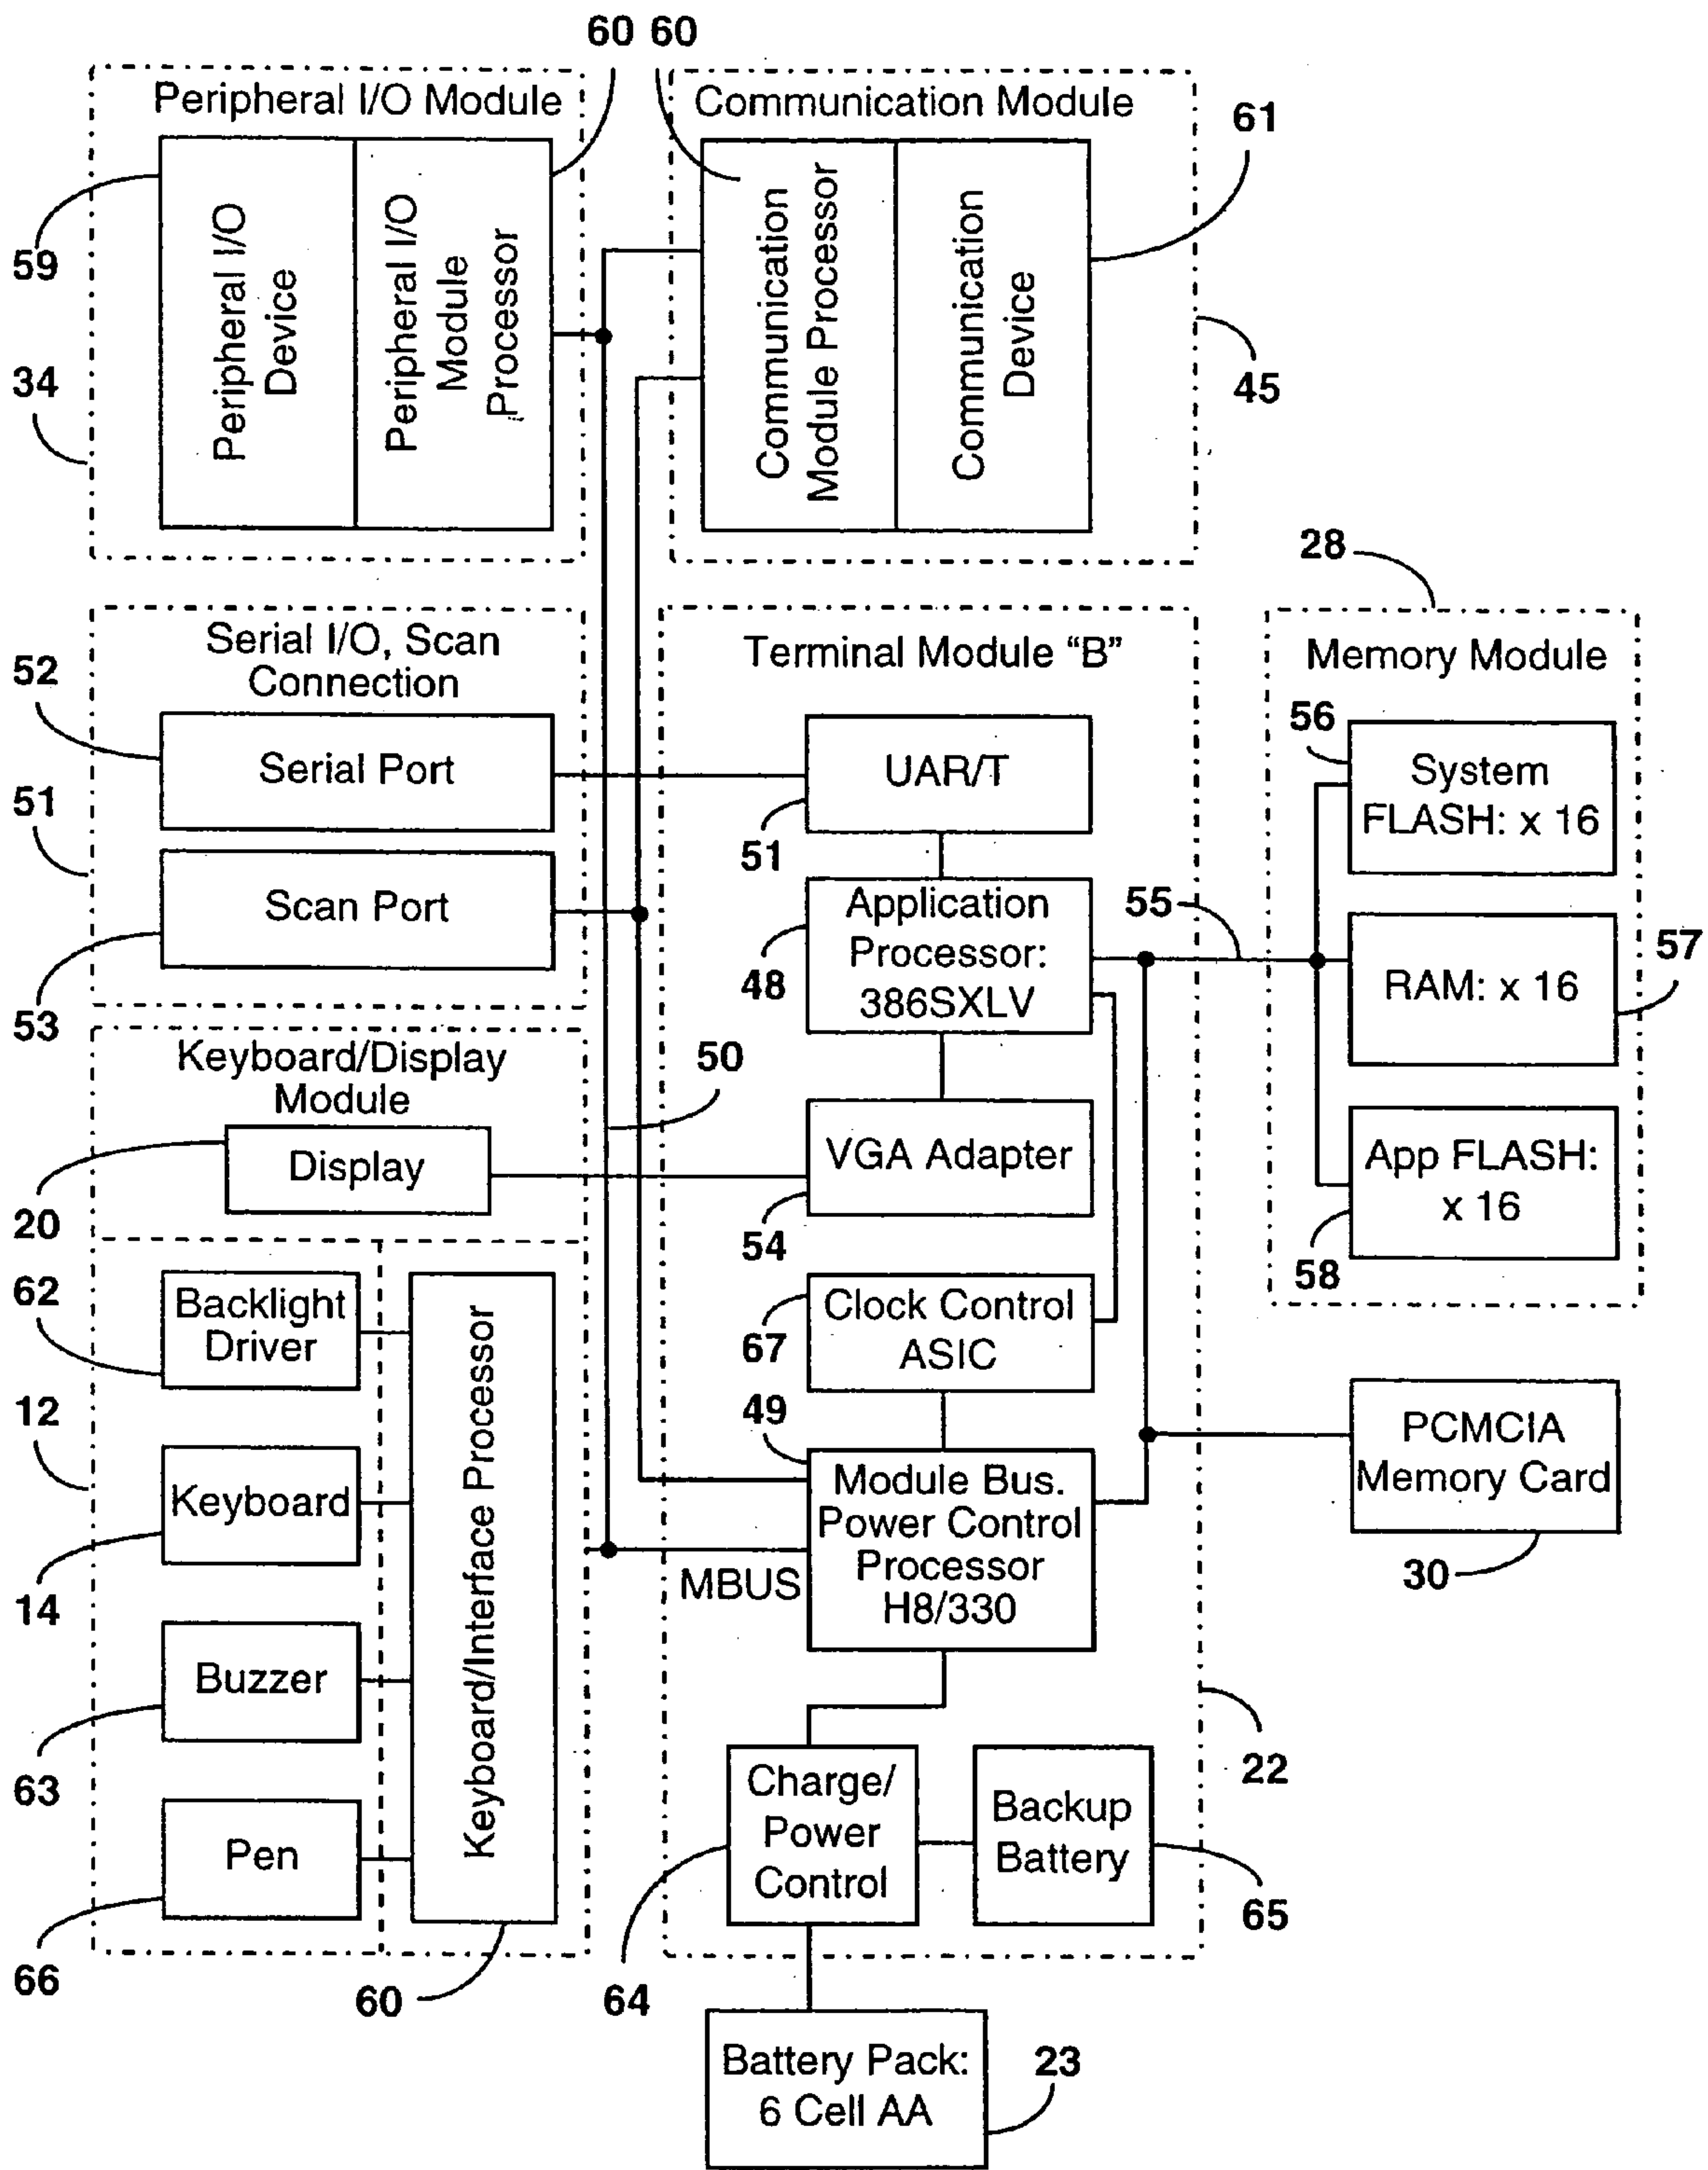 60 60
Peripheral I/O Module
Communication Module
61
59
Peripheral I/O
Device
Peripheral I/O
Module
Processor
Communication
Module Processor
Communication
Device
34
45
28
Serial I/O, Scan
Connection
52
Serial Port
51
Scan Port
53
Terminal Module “B”
UAR/T
51
Application
Processor:
386SXLV
48
55
Memory Module
56
System
FLASH: x 16
57
RAM: x 16
App FLASH:
x 16
58
Keyboard/Display
Module
50
Display
20
VGA Adapter
54
62
Backlight
Driver
Clock Control
ASIC
67
12
49
Keyboard
14
Keyboard/Interface Processor
Module Bus.
Power Control
Processor
H8/330
MBUS
PCMCIA
Memory Card
30
Buzzer
63
22
Charge/
Power
Control
Backup
Battery
Pen
65
66
60
64
Battery Pack:
6 Cell AA
23